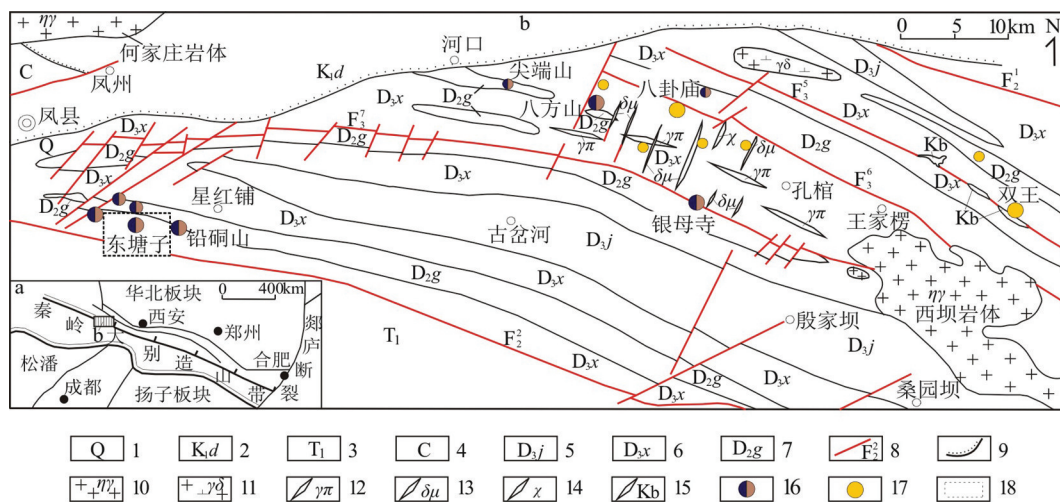 ηγ
b
0 5 10km
N
何家庄岩体
C
凤州
河口
K₁d
尖端山
D₃x
八卦庙
γδ
D₃j
F₂¹
凤县
D₃x
D₂g
八方山
δμ
F₃⁵
D₃x
Q
D₃x
F₃⁷
D₂g
D₃x
D₂g
γπ
D₃x
χ
δμ
D₂g
Kb
D₃x
D₃x
D₂g
双王
D₂g
星红铺
D₃x
D₂g
δμ
γπ
孔棺
F₃⁶
Kb
D₃x
古岔河
银母寺
δμ
γπ
王家楞
东塘子
铅硐山
D₃j
ηγ
西坝岩体
D₂g
D₃x
a
华北板块
0 400km
秦
岭
西安
郑州
郯
庐
断
裂
b
别
造
山
带
合肥
松潘
成都
扬子板块
T₁
F₂²
殷家坝
D₃x
D₂g
D₃x
D₃j
桑园坝
Q 1 K₁d 2 T₁ 3 C 4 D₃j 5 D₃x 6 D₂g 7 F₂² 8 9
ηγ 10 γδ 11 γπ 12 δμ 13 χ 14 Kb 15 16 17 18